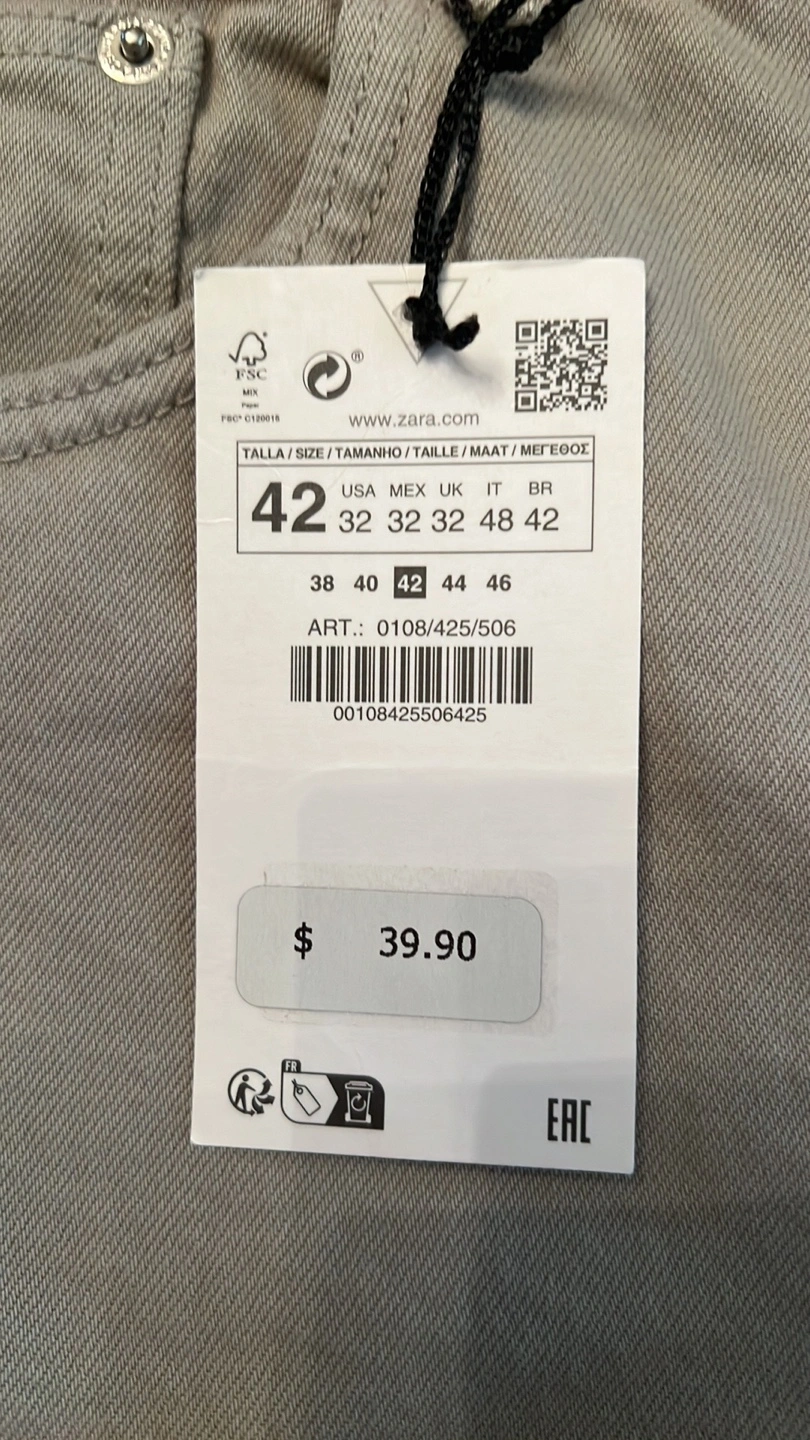 FSC
MIX
Paper
FSC® C120015
®
www.zara.com
TALLA / SIZE / TAMANHO / TAILLE / MAAT / ΜΕΓΕΘΟΣ
42 USA MEX UK IT BR
32 32 32 48 42
38 40 42 44 46
ART.: 0108/425/506
00108425506425
$ 39.90
FR
EAC